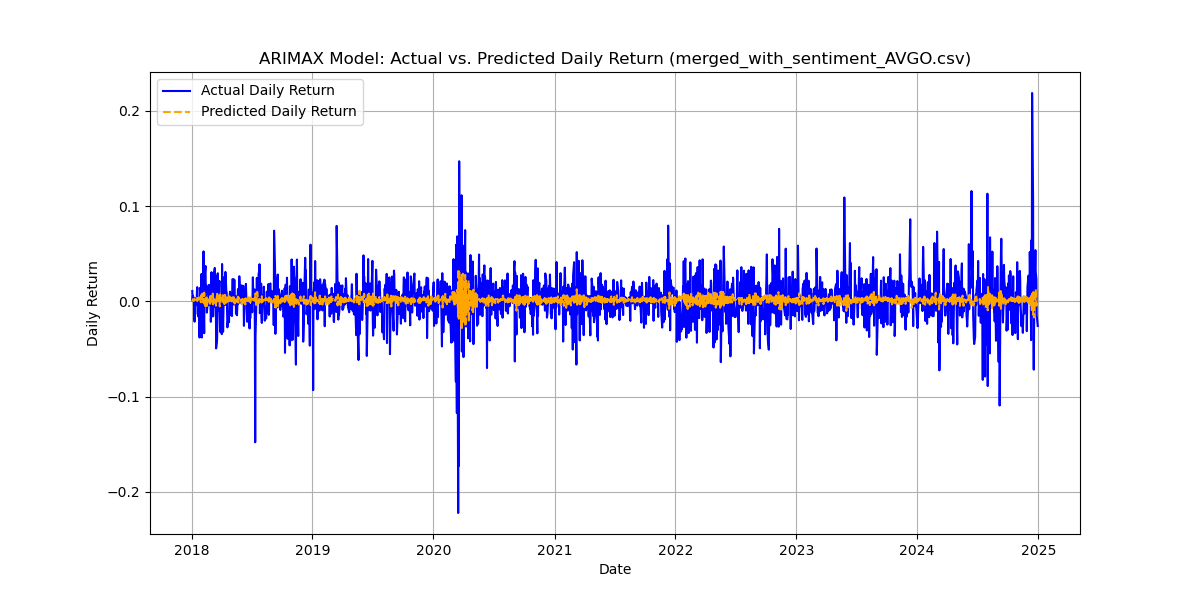 ARIMAX Model: Actual vs. Predicted Daily Return (merged_with_sentiment_AVGO.csv)
Actual Daily Return
Predicted Daily Return
0.2
0.1
0.0
−0.1
−0.2
Daily Return
2018 2019 2020 2021 2022 2023 2024 2025
Date